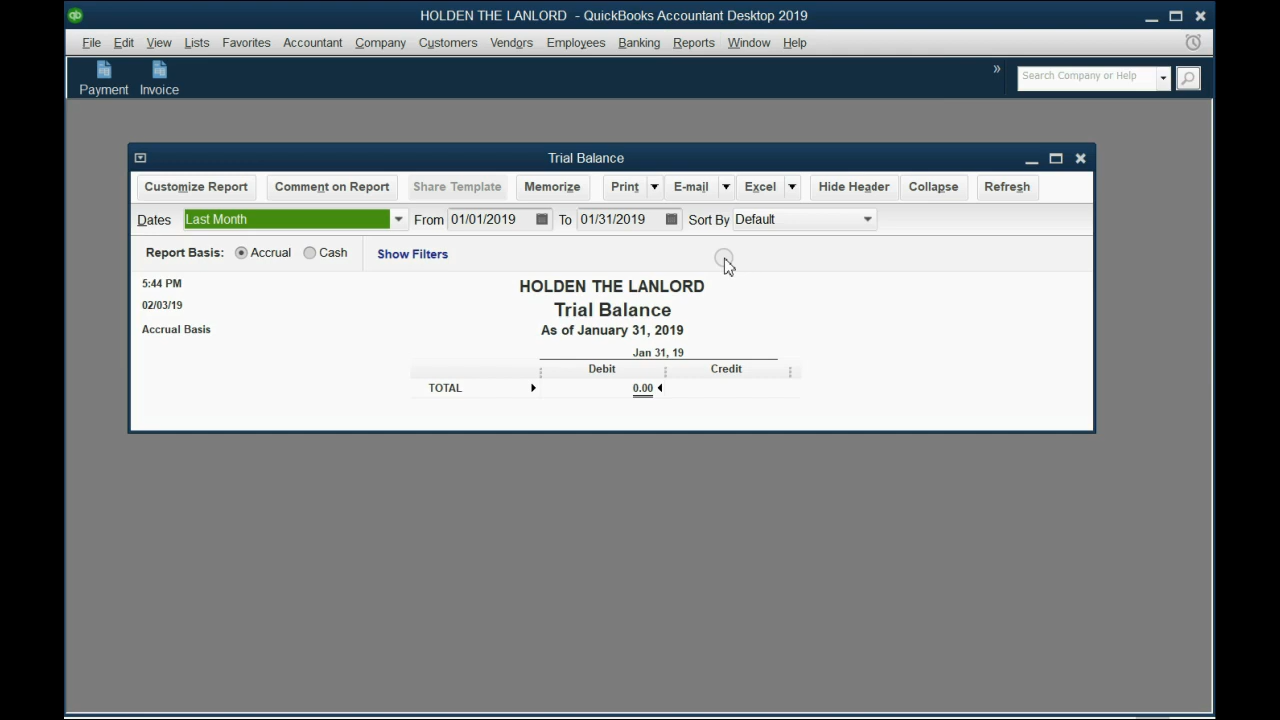 qb HOLDEN THE LANLORD - QuickBooks Accountant Desktop 2019
File Edit View Lists Favorites Accountant Company Customers Vendors Employees Banking Reports Window Help
» Search Company or Help
Payment Invoice
Trial Balance
Customize Report Comment on Report Share Template Memorize Print E-mail Excel Hide Header Collapse Refresh
Dates Last Month From 01/01/2019 To 01/31/2019 Sort By Default
Report Basis: Accrual Cash Show Filters
5:44 PM HOLDEN THE LANLORD
02/03/19 Trial Balance
Accrual Basis As of January 31, 2019
Jan 31, 19
Debit Credit
TOTAL 0.00